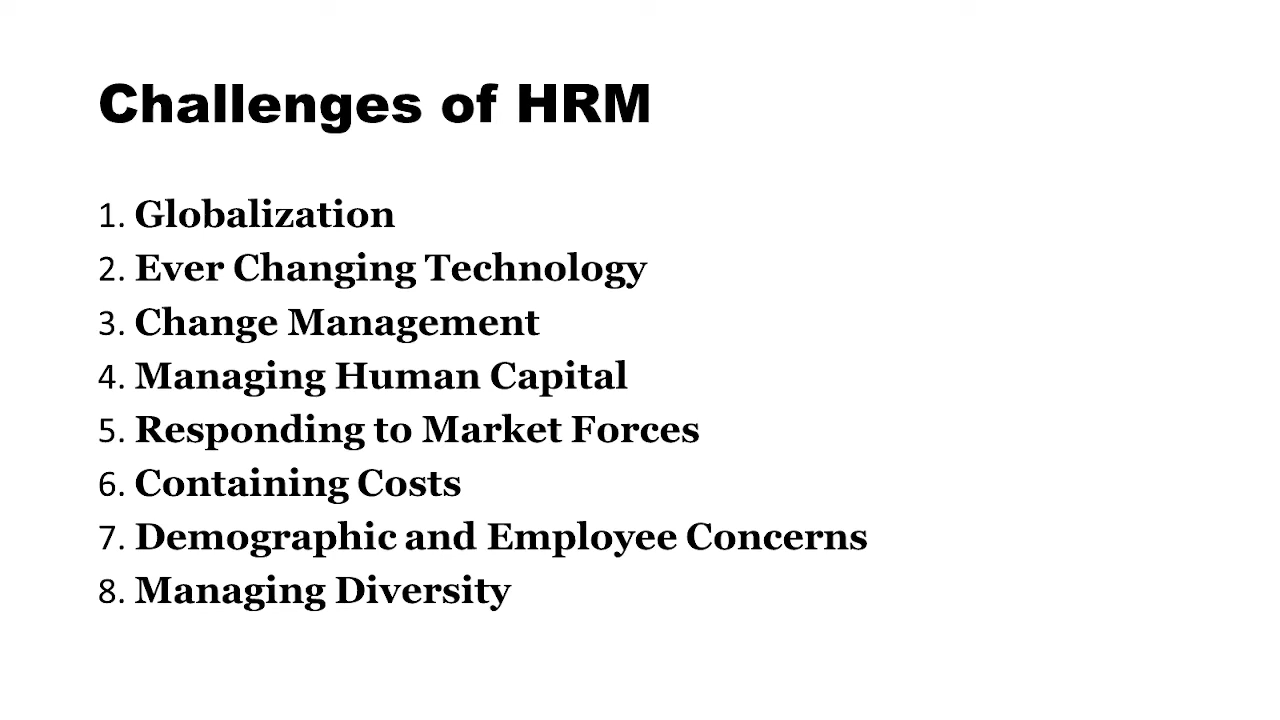 Challenges of HRM
1. Globalization
2. Ever Changing Technology
3. Change Management
4. Managing Human Capital
5. Responding to Market Forces
6. Containing Costs
7. Demographic and Employee Concerns
8. Managing Diversity